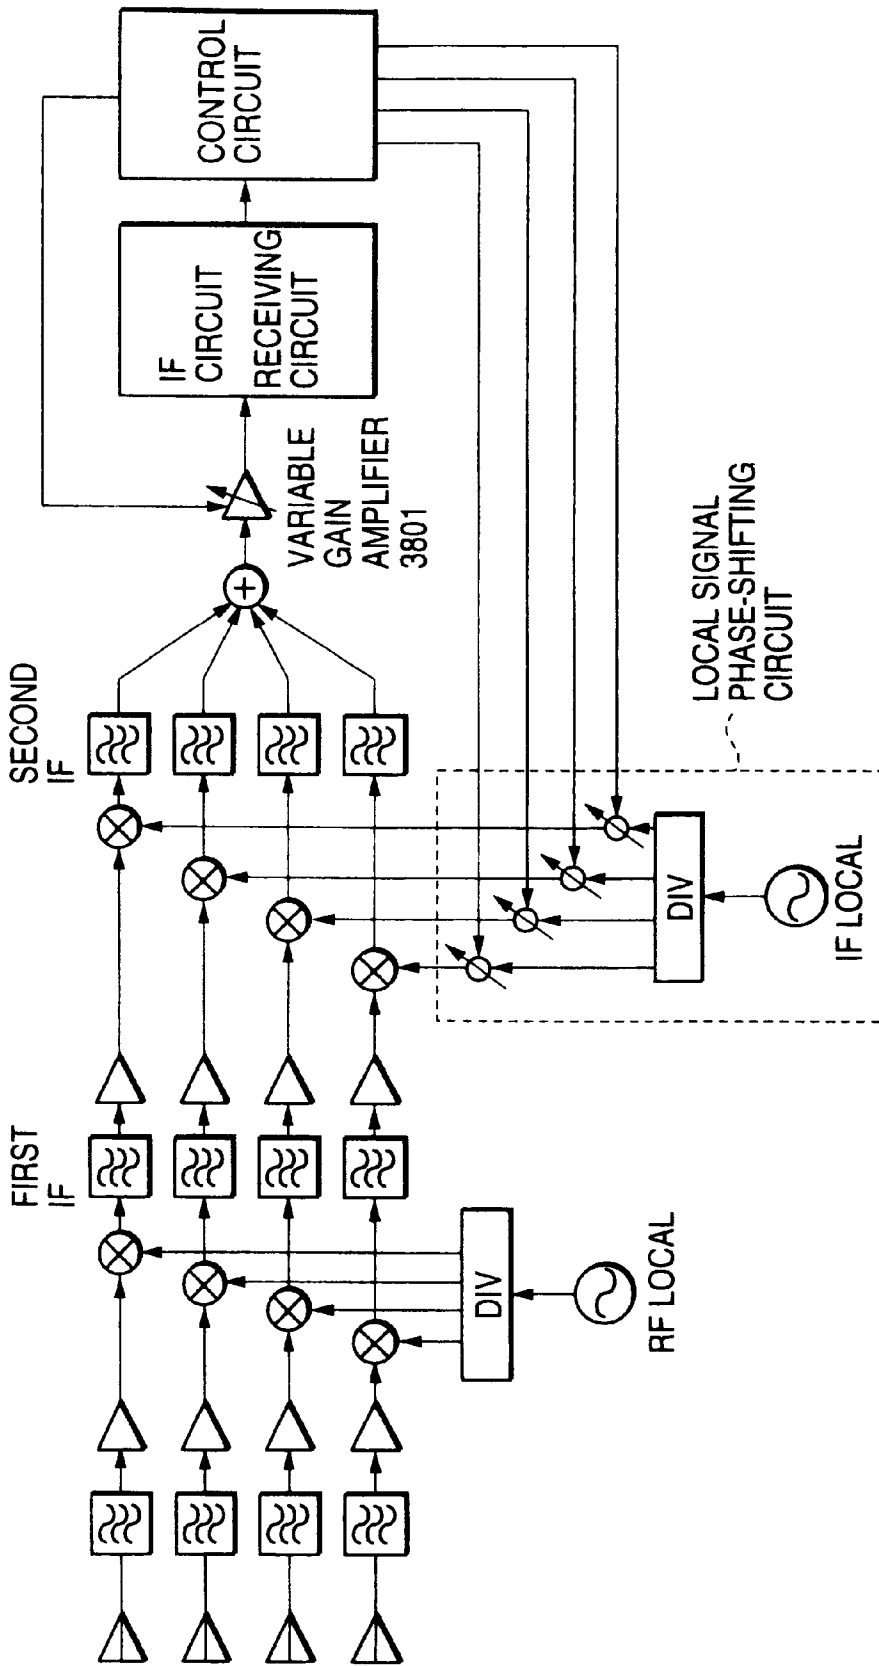 FIRST
IF
SECOND
IF
VARIABLE
GAIN
AMPLIFIER
3801
IF
CIRCUIT
RECEIVING
CIRCUIT
CONTROL
CIRCUIT
DIV
RF LOCAL
DIV
IF LOCAL
LOCAL SIGNAL
PHASE-SHIFTING
CIRCUIT